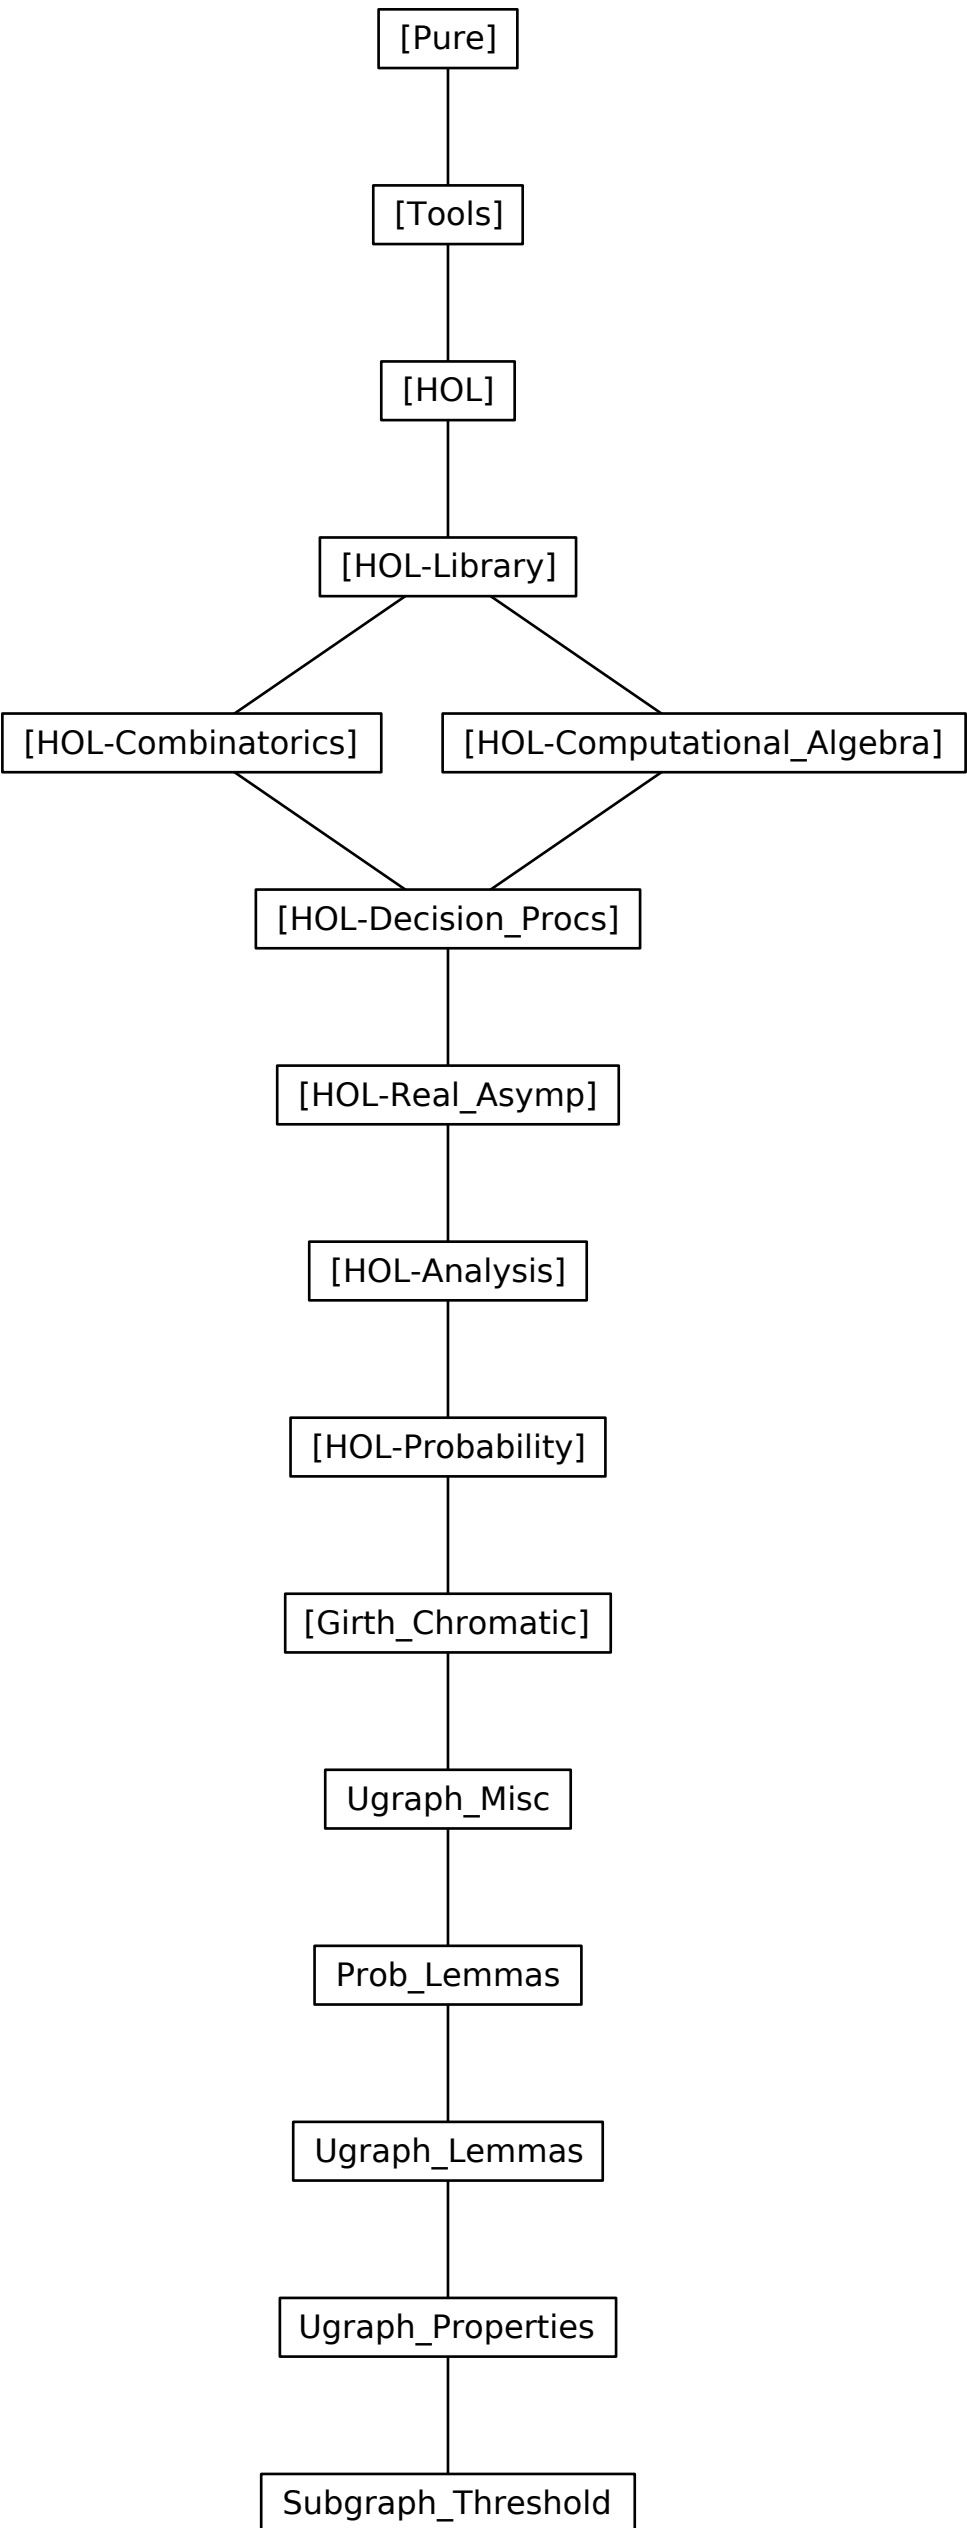 [Pure]
[Tools]
[HOL]
[HOL-Library]
[HOL-Combinatorics]
[HOL-Computational_Algebra]
[HOL-Decision_Procs]
[HOL-Real_Asymp]
[HOL-Analysis]
[HOL-Probability]
[Girth_Chromatic]
Ugraph_Misc
Prob_Lemmas
Ugraph_Lemmas
Ugraph_Properties
Subgraph_Threshold